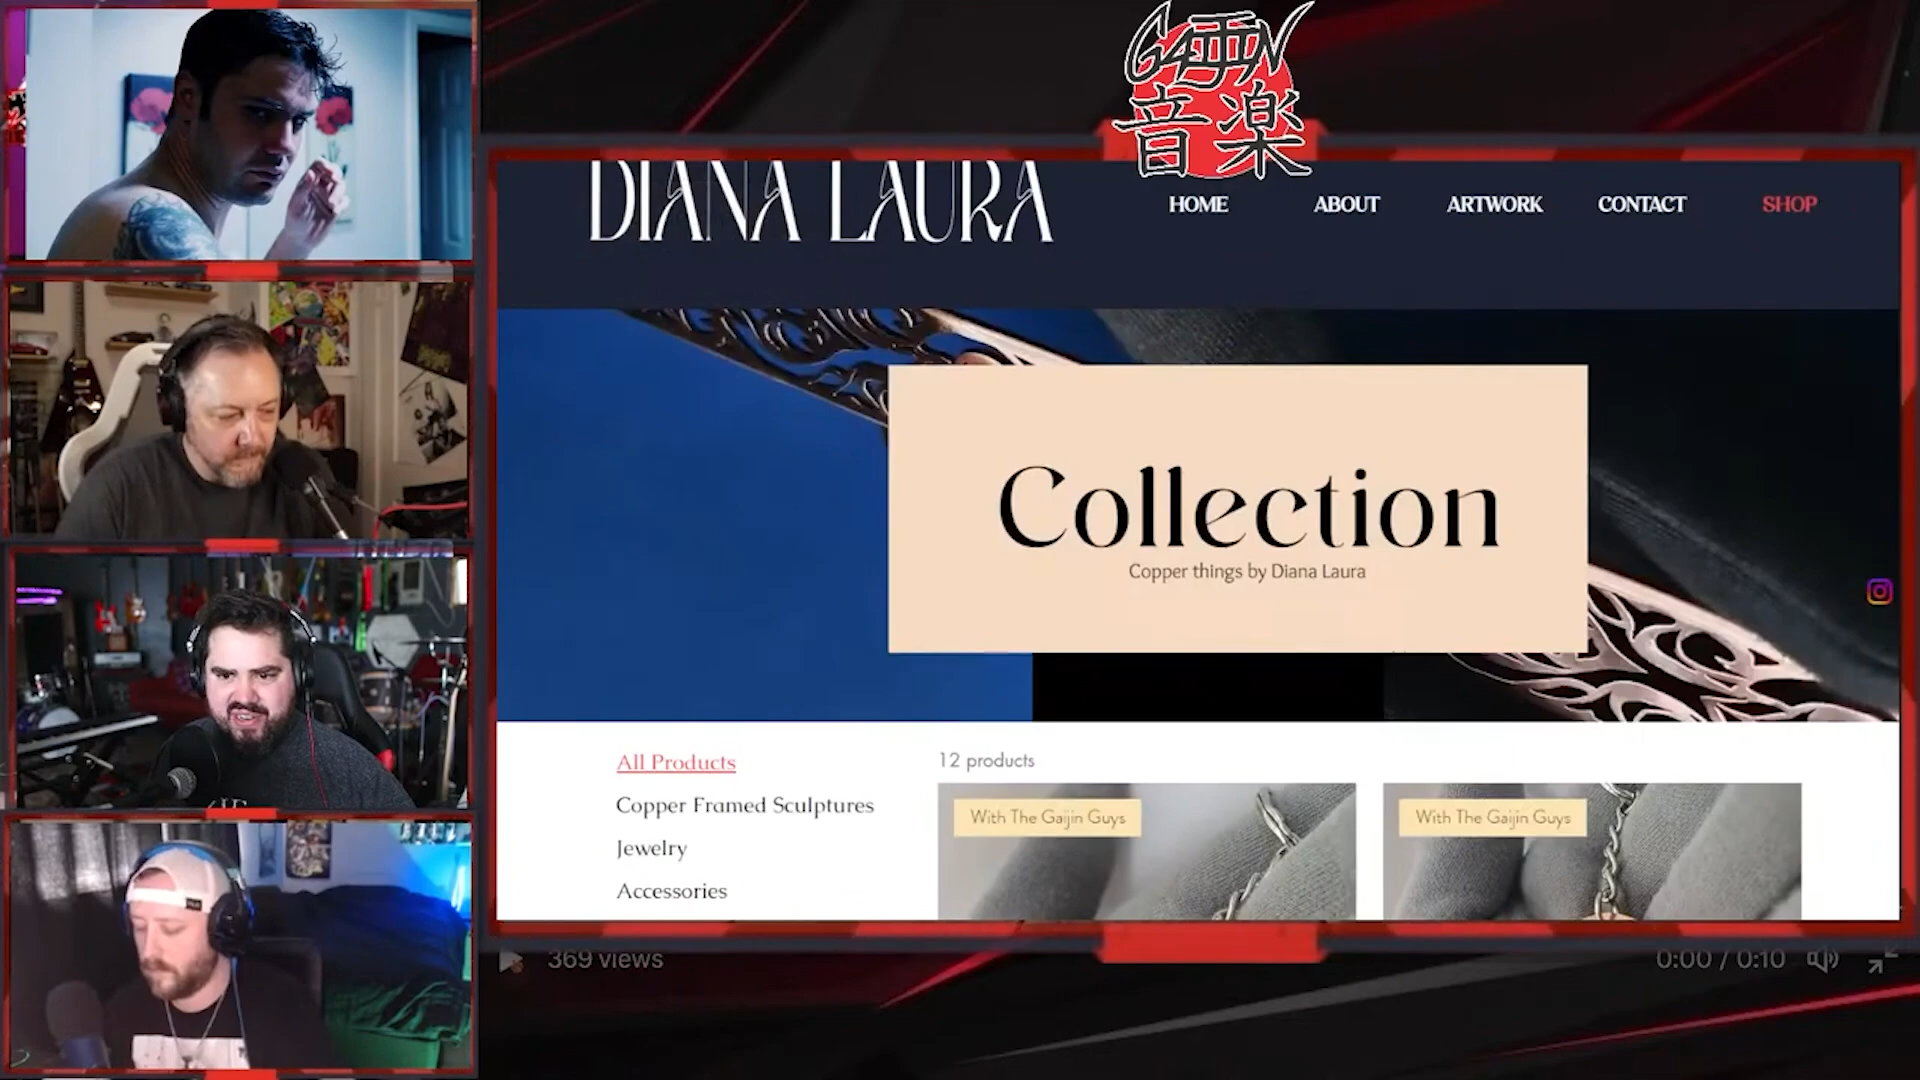 GAIJIN
音楽
DIANA LAURA
HOME
ABOUT
ARTWORK
CONTACT
SHOP
Collection
Copper things by Diana Laura
All Products
12 products
Copper Framed Sculptures
With The Gaijin Guys
With The Gaijin Guys
Jewelry
Accessories
369 views
0:00 / 0:10